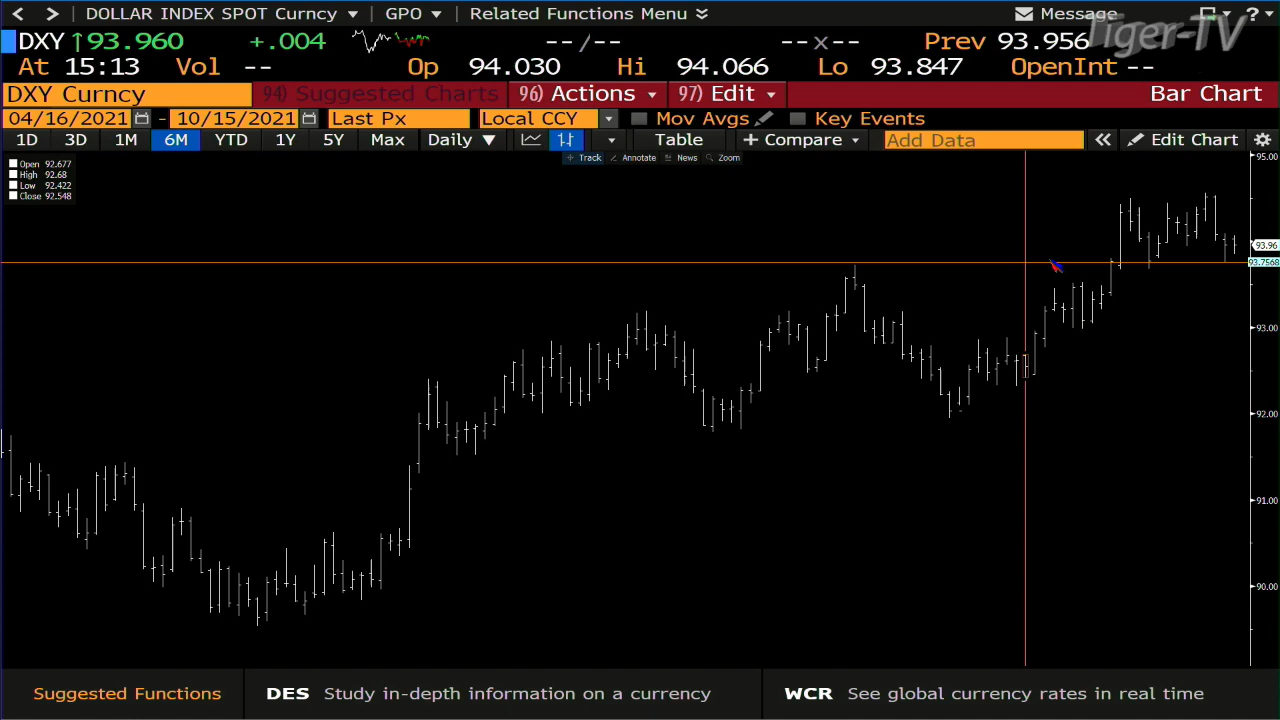 DOLLAR INDEX SPOT Curncy GPO Related Functions Menu Message ?
Tiger-TV
DXY ↑93.960 +.004 --/-- --x-- Prev 93.956
At 15:13 Vol -- Op 94.030 Hi 94.066 Lo 93.847 OpenInt --
DXY Curncy 94) Suggested Charts 96) Actions 97) Edit Bar Chart
04/16/2021 - 10/15/2021 Last Px Local CCY Mov Avgs Key Events
1D 3D 1M 6M YTD 1Y 5Y Max Daily ▼ Table + Compare Add Data « Edit Chart
Track Annotate News Zoom
Open 92.677
High 92.68
Low 92.422
Close 92.548
95.00
93.96
93.7568
93.00
92.00
91.00
90.00
Suggested Functions DES Study in-depth information on a currency WCR See global currency rates in real time